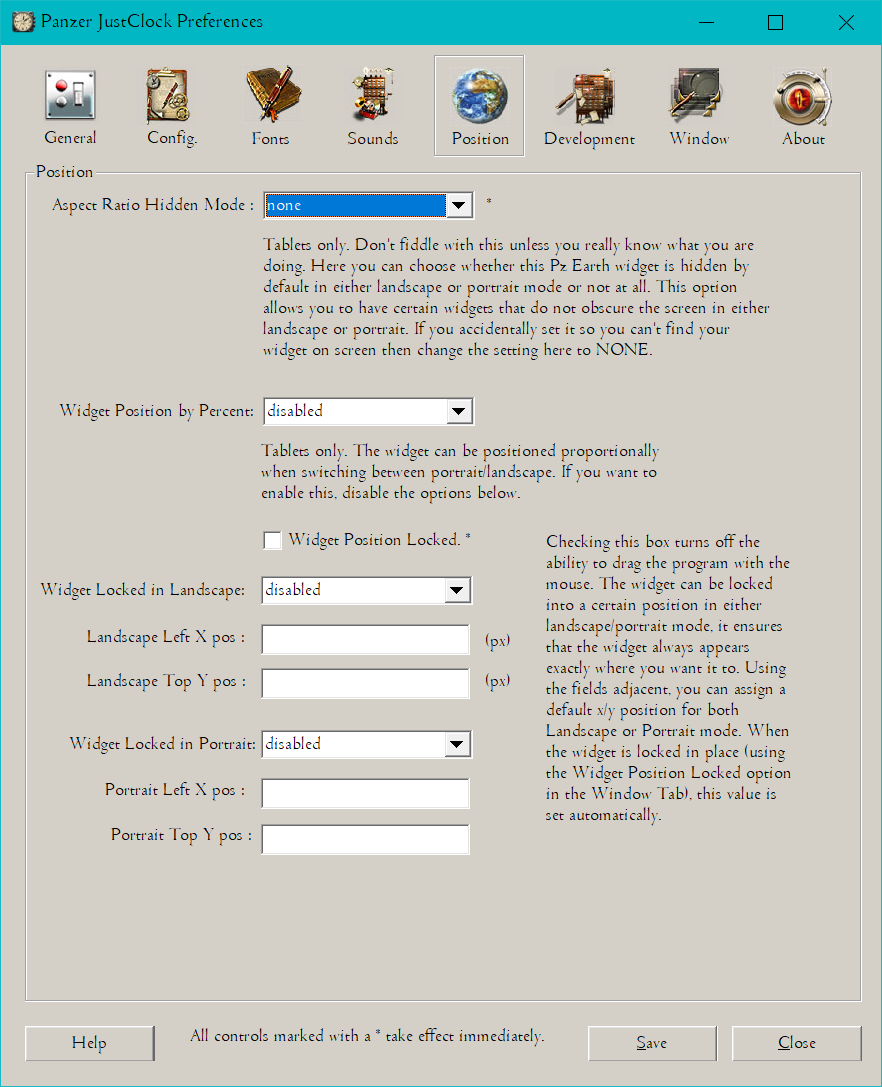 Panzer JustClock Preferences
General
Config.
Fonts
Sounds
Position
Development
Window
About
Position
Aspect Ratio Hidden Mode :
none
*
Tablets only. Don't fiddle with this unless you really know what you are
doing. Here you can choose whether this Pz Earth widget is hidden by
default in either landscape or portrait mode or not at all. This option
allows you to have certain widgets that do not obscure the screen in either
landscape or portrait. If you accidentally set it so you can't find your
widget on screen then change the setting here to NONE.
Widget Position by Percent:
disabled
Tablets only. The widget can be positioned proportionally
when switching between portrait/landscape. If you want to
enable this, disable the options below.
Widget Position Locked. *
Widget Locked in Landscape:
disabled
Landscape Left X pos :
(px)
Landscape Top Y pos :
(px)
Widget Locked in Portrait:
disabled
Portrait Left X pos :
Portrait Top Y pos :
Checking this box turns off the
ability to drag the program with the
mouse. The widget can be locked
into a certain position in either
landscape/portrait mode, it ensures
that the widget always appears
exactly where you want it to. Using
the fields adjacent, you can assign a
default x/y position for both
Landscape or Portrait mode. When
the widget is locked in place (using
the Widget Position Locked option
in the Window Tab), this value is
set automatically.
Help
All controls marked with a * take effect immediately.
Save
Close